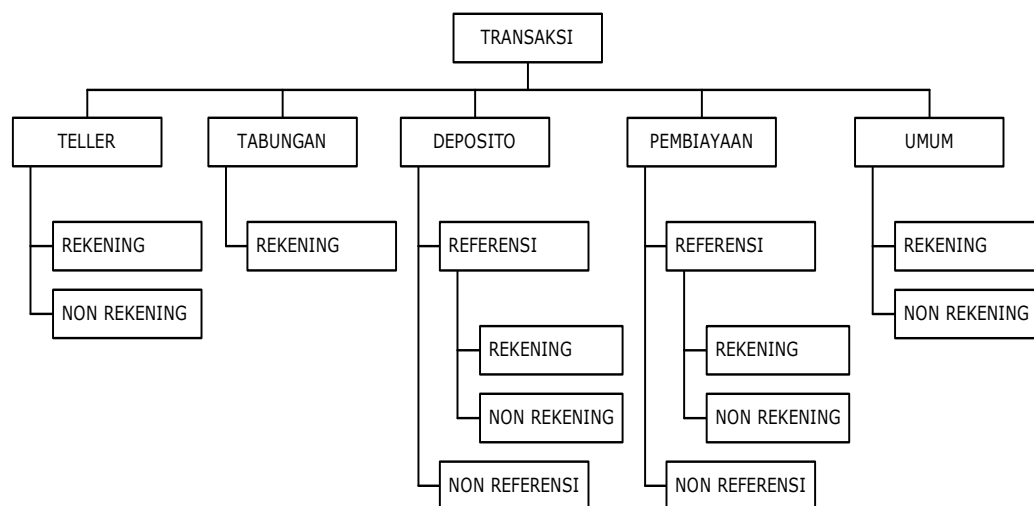 TRANSAKSI
TELLER
TABUNGAN
DEPOSITO
PEMBIAYAAN
UMUM
REKENING
REKENING
REFERENSI
REFERENSI
REKENING
NON REKENING
NON REKENING
REKENING
REKENING
NON REKENING
NON REKENING
NON REFERENSI
NON REFERENSI